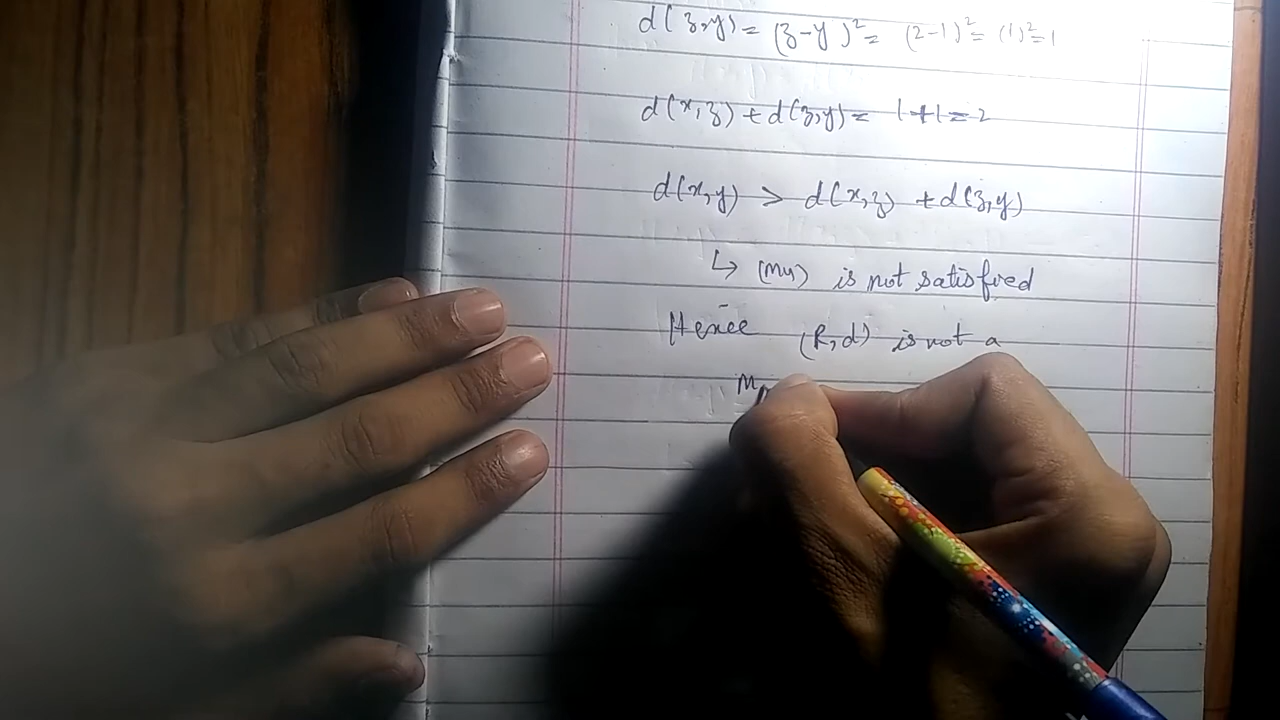 d(z,y) = (z-y)² = (2-1)² = (1)² = 1
d(x,z) + d(z,y) = 1+1 = 2
d(x,y) > d(x,z) + d(z,y)
↳ (M4) is not satisfied
Hence (R,d) is not a